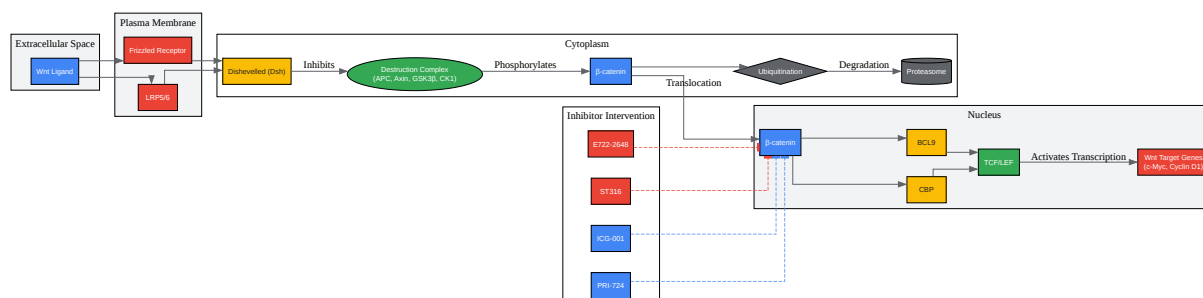 Extracellular Space
Wnt Ligand
Plasma Membrane
Frizzled Receptor
LRP5/6
Cytoplasm
Dishevelled (Dsh)
Inhibits
Destruction Complex
(APC, Axin, GSK3β, CK1)
Phosphorylates
β-catenin
Translocation
Ubiquitination
Degradation
Proteasome
Inhibitor Intervention
E722-2648
ST316
ICG-001
PRI-724
Nucleus
β-catenin
BCL9
CBP
TCF/LEF
Activates Transcription
Wnt Target Genes
(c-Myc, Cyclin D1)